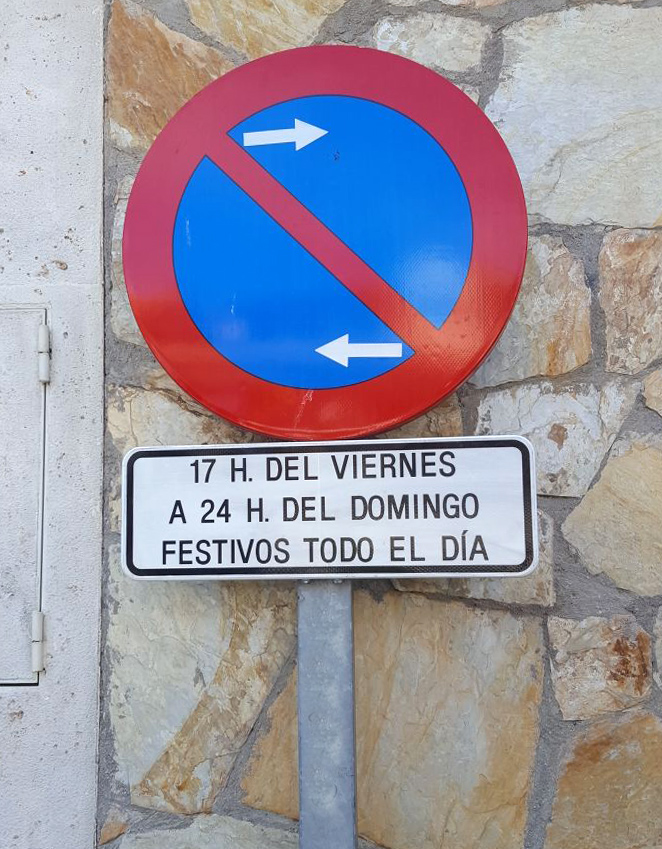 17 H. DEL VIERNES
A 24 H. DEL DOMINGO
FESTIVOS TODO EL DÍA